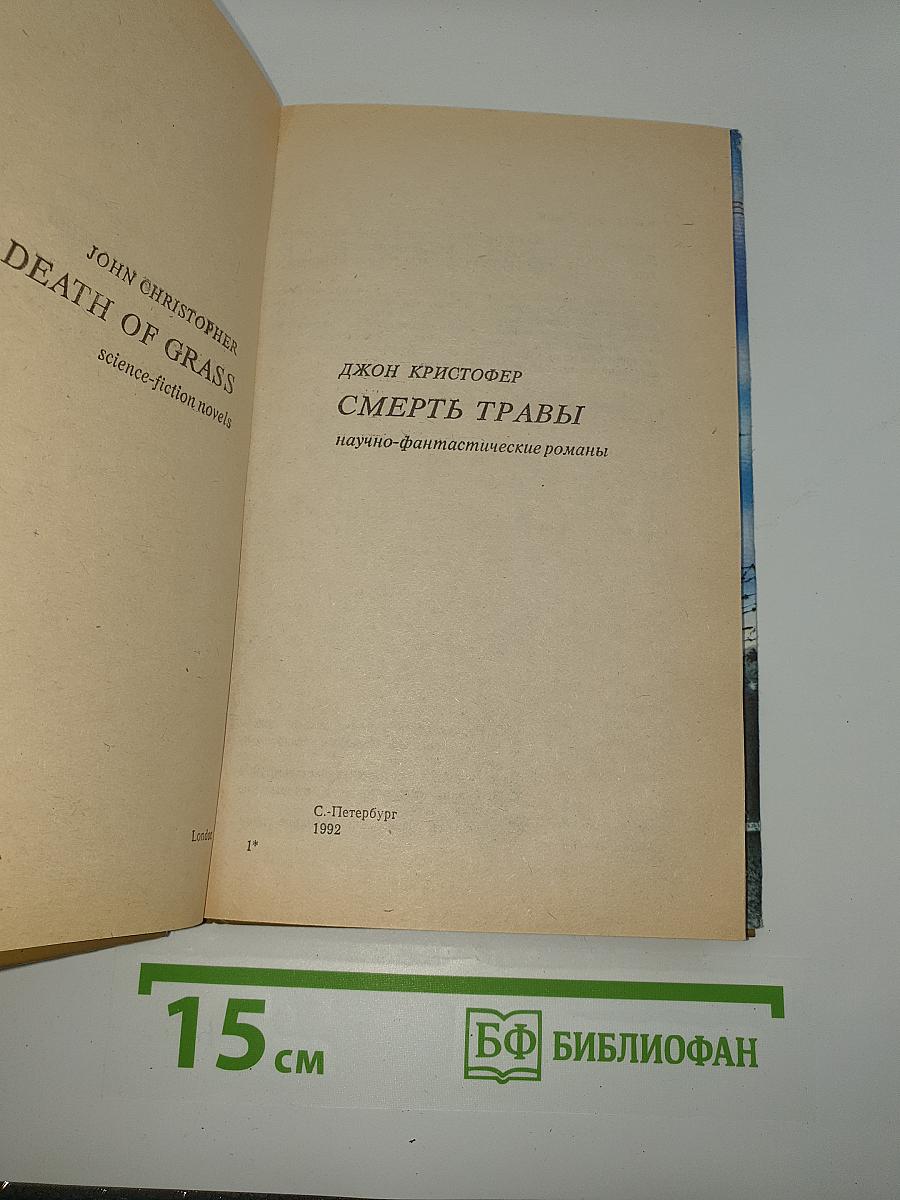 JOHN CHRISTOPHER
DEATH OF GRASS
science-fiction novels
London
ДЖОН КРИСТОФЕР
СМЕРТЬ ТРАВЫ
научно-фантастические романы
С.-Петербург
1992
1*
15 см
БФ БИБЛИОФАН